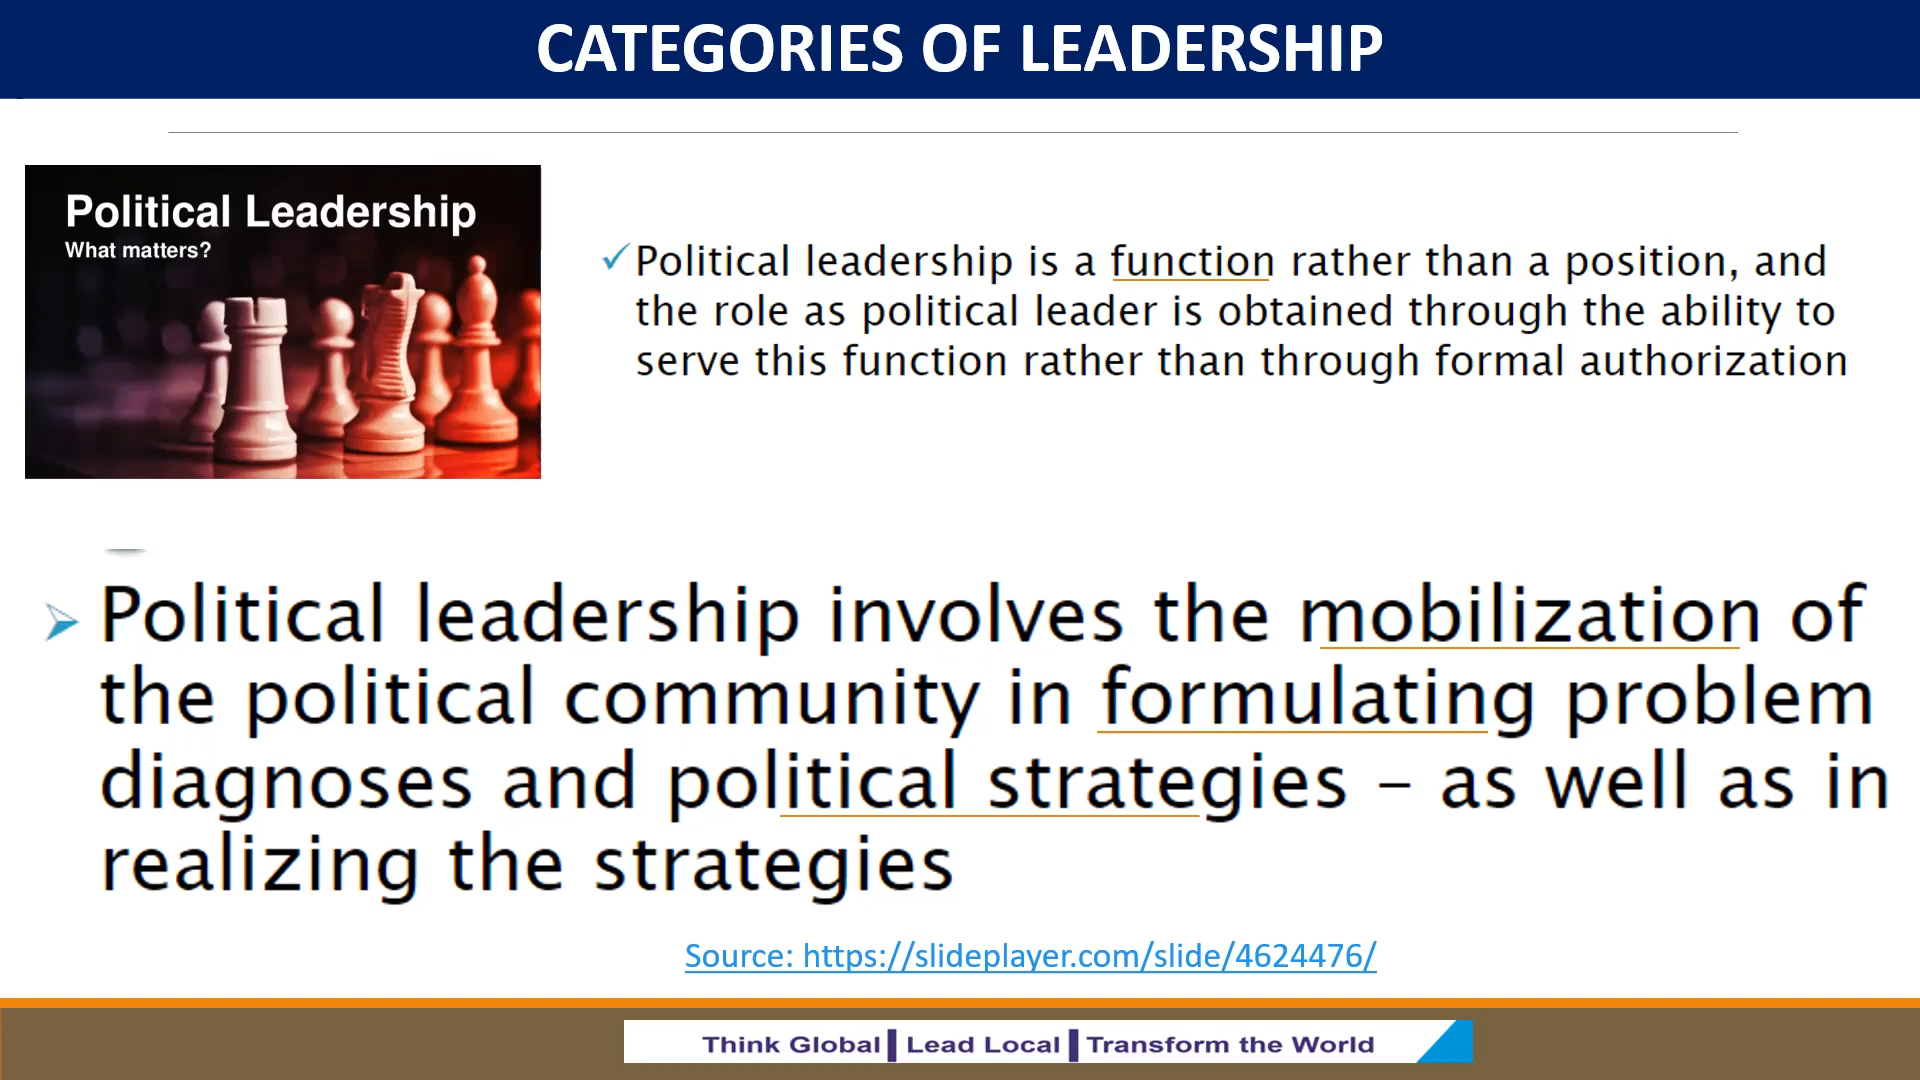 CATEGORIES OF LEADERSHIP
Political Leadership
What matters?
Political leadership is a function rather than a position, and
the role as political leader is obtained through the ability to
serve this function rather than through formal authorization
Political leadership involves the mobilization of
the political community in formulating problem
diagnoses and political strategies – as well as in
realizing the strategies
Source: https://slideplayer.com/slide/4624476/
Think Global Lead Local Transform the World